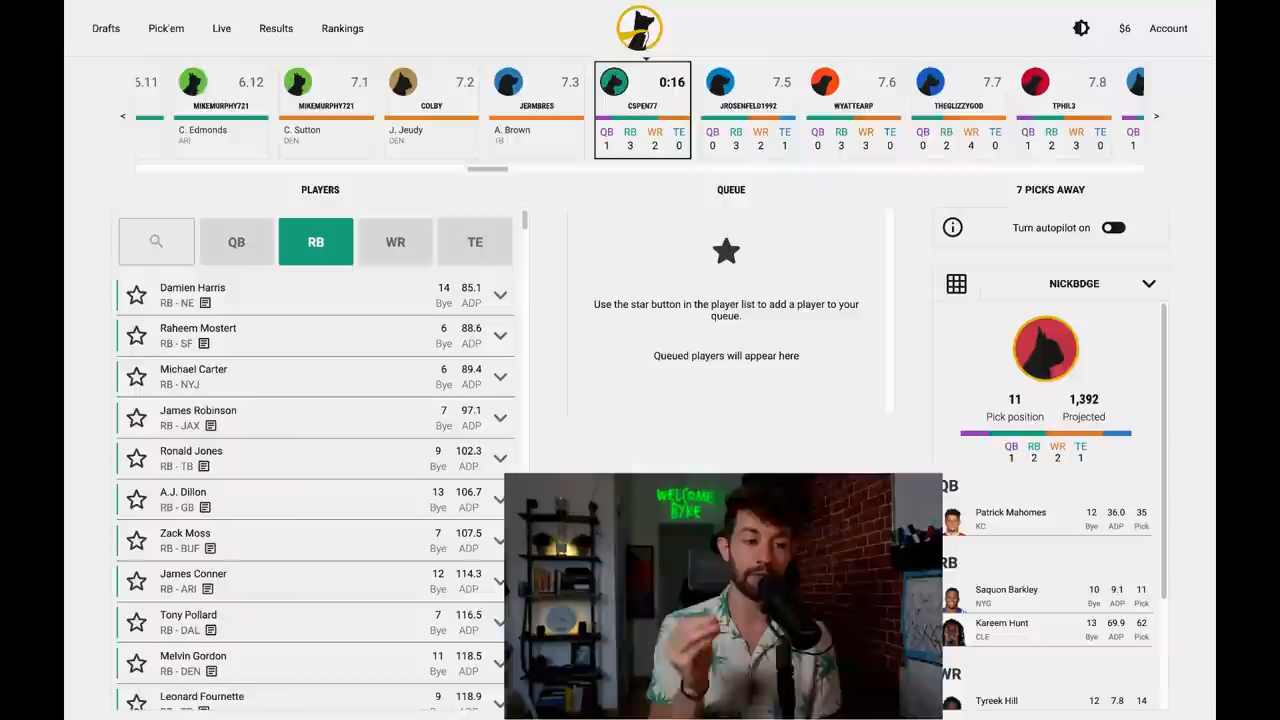 Drafts Pick'em Live Results Rankings $6 Account
6.11 6.12 7.1 7.2 7.3 0:16 7.5 7.6 7.7 7.8
MIKEMURPHY721 MIKEMURPHY721 COLBY JERMBRES CSPEN77 JROSENFELD1992 WYATTEARP THEGLIZZYGOD TPHIL3
< C. Edmonds C. Sutton J. Jeudy A. Brown QB RB WR TE QB RB WR TE QB RB WR TE QB RB WR TE QB RB WR TE QB >
ARI DEN DEN TB 1 3 2 0 0 3 2 1 0 3 3 0 0 2 4 0 1 2 3 0 1
PLAYERS QUEUE 7 PICKS AWAY
Turn autopilot on
QB RB WR TE
NICKBDGE
Damien Harris 14 85.1
RB - NE Bye ADP
Use the star button in the player list to add a player to your
queue.
Raheem Mostert 6 88.6
RB - SF Bye ADP
Queued players will appear here
Michael Carter 6 89.4
RB - NYJ Bye ADP
11 1,392
Pick position Projected
James Robinson 7 97.1
RB - JAX Bye ADP
QB RB WR TE
1 2 2 1
Ronald Jones 9 102.3
RB - TB Bye ADP
A.J. Dillon 13 106.7
RB - GB Bye ADP
WELCOME
BYKE
QB
Patrick Mahomes 12 36.0 35
KC Bye ADP Pick
Zack Moss 7 107.5
RB - BUF Bye ADP
RB
James Conner 12 114.3
RB - ARI Bye ADP
Saquon Barkley 10 9.1 11
NYG Bye ADP Pick
Tony Pollard 7 116.5
RB - DAL Bye ADP
Kareem Hunt 13 69.9 62
CLE Bye ADP Pick
Melvin Gordon 11 118.5
RB - DEN Bye ADP
WR
Leonard Fournette 9 118.9
Tyreek Hill 12 7.8 14